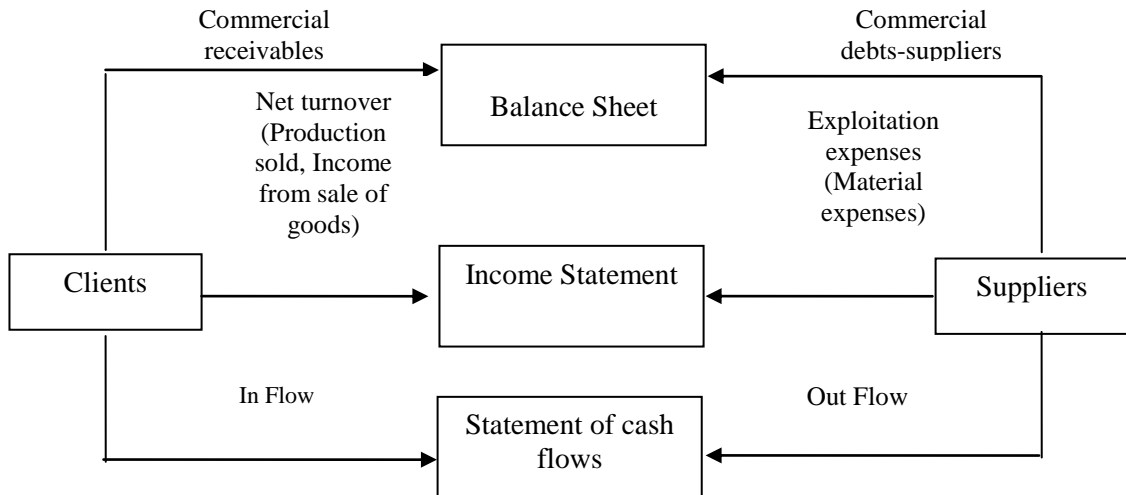 Commercial
receivables
Commercial
debts-suppliers
Balance Sheet
Net turnover
(Production
sold, Income
from sale of
goods)
Exploitation
expenses
(Material
expenses)
Clients
Income Statement
Suppliers
In Flow
Out Flow
Statement of cash
flows